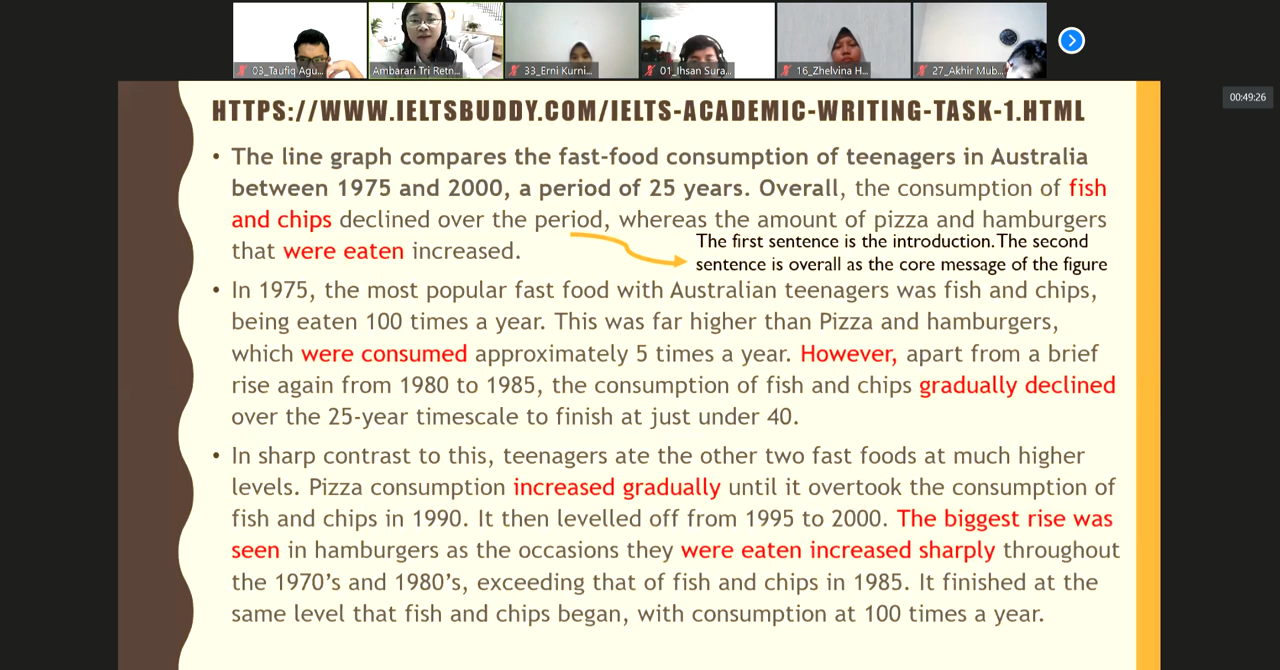 03_Taufiq Agu...
Ambarari Tri Retn...
33_Erni Kurni...
01_Ihsan Sura...
16_Zhelvina H...
27_Akhir Mub...
00:49:26
HTTPS://WWW.IELTSBUDDY.COM/IELTS-ACADEMIC-WRITING-TASK-1.HTML
• The line graph compares the fast-food consumption of teenagers in Australia
between 1975 and 2000, a period of 25 years. Overall, the consumption of fish
and chips declined over the period, whereas the amount of pizza and hamburgers
that were eaten increased.
The first sentence is the introduction. The second
sentence is overall as the core message of the figure
• In 1975, the most popular fast food with Australian teenagers was fish and chips,
being eaten 100 times a year. This was far higher than Pizza and hamburgers,
which were consumed approximately 5 times a year. However, apart from a brief
rise again from 1980 to 1985, the consumption of fish and chips gradually declined
over the 25-year timescale to finish at just under 40.
• In sharp contrast to this, teenagers ate the other two fast foods at much higher
levels. Pizza consumption increased gradually until it overtook the consumption of
fish and chips in 1990. It then levelled off from 1995 to 2000. The biggest rise was
seen in hamburgers as the occasions they were eaten increased sharply throughout
the 1970’s and 1980’s, exceeding that of fish and chips in 1985. It finished at the
same level that fish and chips began, with consumption at 100 times a year.